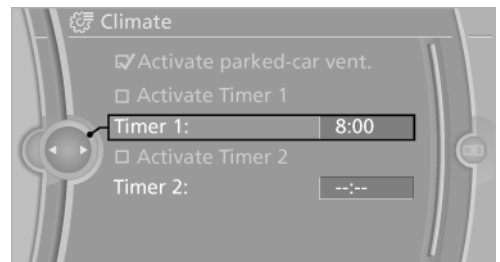 Climate
Activate parked-car vent.
Activate Timer 1
Timer 1: 8:00
Activate Timer 2
Timer 2: --:--